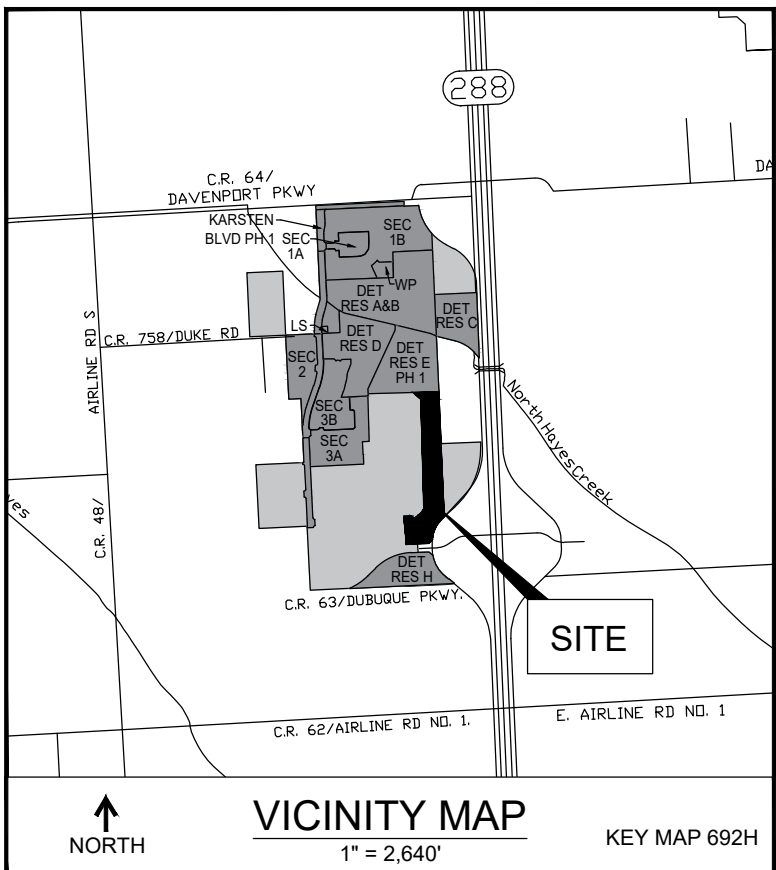 288
C.R. 64/
DAVENPORT PKWY
DA
KARSTEN
BLVD PH 1
SEC
1A
SEC
1B
WP
DET
RES A&B
DET
RES C
LS
C.R. 758/DUKE RD
DET
RES D
DET
RES E
PH 1
SEC
2
SEC
3B
SEC
3A
AIRLINE RD S
C.R. 48/
North Hayes Creek
yes
DET
RES H
C.R. 63/DUBUQUE PKWY.
SITE
C.R. 62/AIRLINE RD NO. 1.
E. AIRLINE RD NO. 1
NORTH
VICINITY MAP
1" = 2,640'
KEY MAP 692H